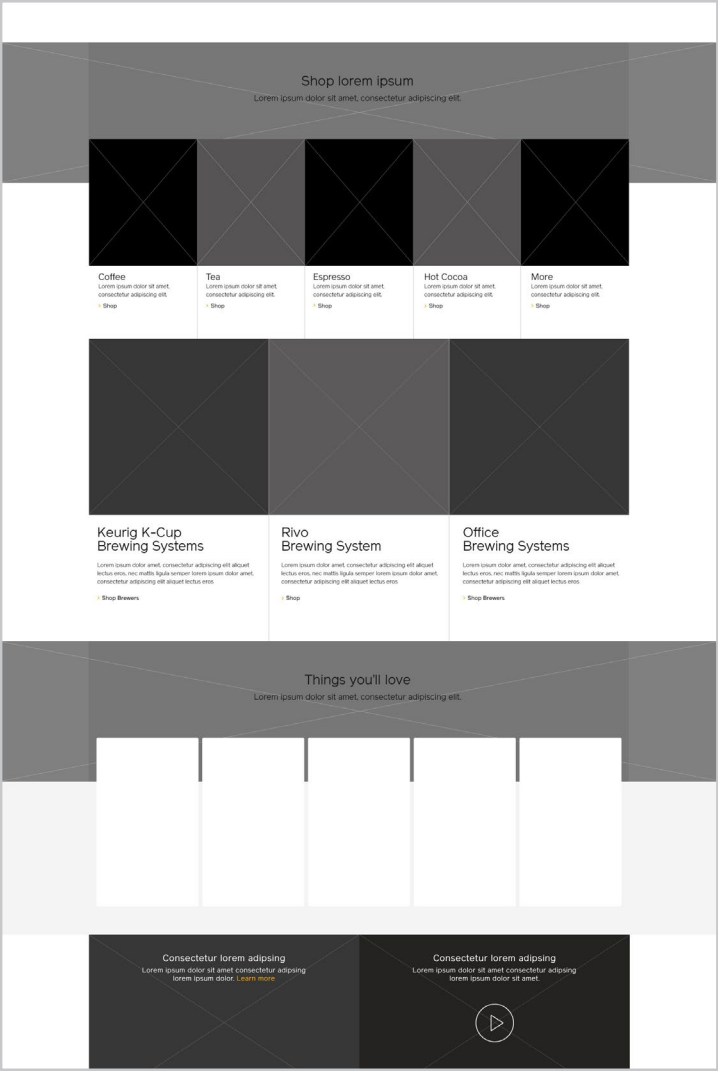 Shop lorem ipsum
Lorem ipsum dolor sit amet, consectetur adipiscing elit.
Coffee
Lorem ipsum dolor sit amet,
consectetur adipiscing elit.
> Shop
Tea
Lorem ipsum dolor sit amet,
consectetur adipiscing elit.
> Shop
Espresso
Lorem ipsum dolor sit amet,
consectetur adipiscing elit.
> Shop
Hot Cocoa
Lorem ipsum dolor sit amet,
consectetur adipiscing elit.
> Shop
More
Lorem ipsum dolor sit amet,
consectetur adipiscing elit.
> Shop
Keurig K-Cup
Brewing Systems
Lorem ipsum dolor amet, consectetur adipiscing elit aliquet
lectus eros, nec mattis ligula semper lorem ipsum dolor amet,
consectetur adipiscing elit aliquet lectus eros
> Shop Brewers
Rivo
Brewing System
Lorem ipsum dolor amet, consectetur adipiscing elit aliquet
lectus eros, nec mattis ligula semper lorem ipsum dolor amet,
consectetur adipiscing elit aliquet lectus eros
> Shop
Office
Brewing Systems
Lorem ipsum dolor amet, consectetur adipiscing elit aliquet
lectus eros, nec mattis ligula semper lorem ipsum dolor amet,
consectetur adipiscing elit aliquet lectus eros
> Shop Brewers
Things you'll love
Lorem ipsum dolor sit amet, consectetur adipiscing elit.
Consectetur lorem adipsing
Lorem ipsum dolor sit amet consectetur adipsing
lorem ipsum dolor. Learn more
Consectetur lorem adipsing
Lorem ipsum dolor sit amet consectetur adipsing
lorem ipsum dolor sit amet.